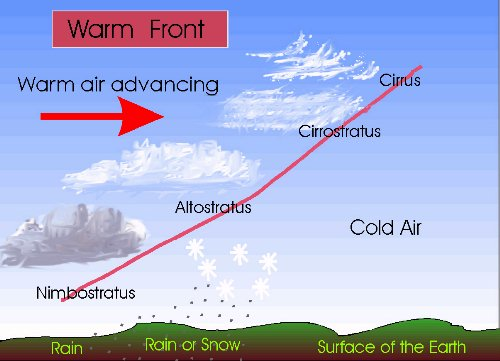 Warm Front
Warm air advancing
Cirrus
Cirrostratus
Altostratus
Cold Air
Nimbostratus
Rain
Rain or Snow
Surface of the Earth